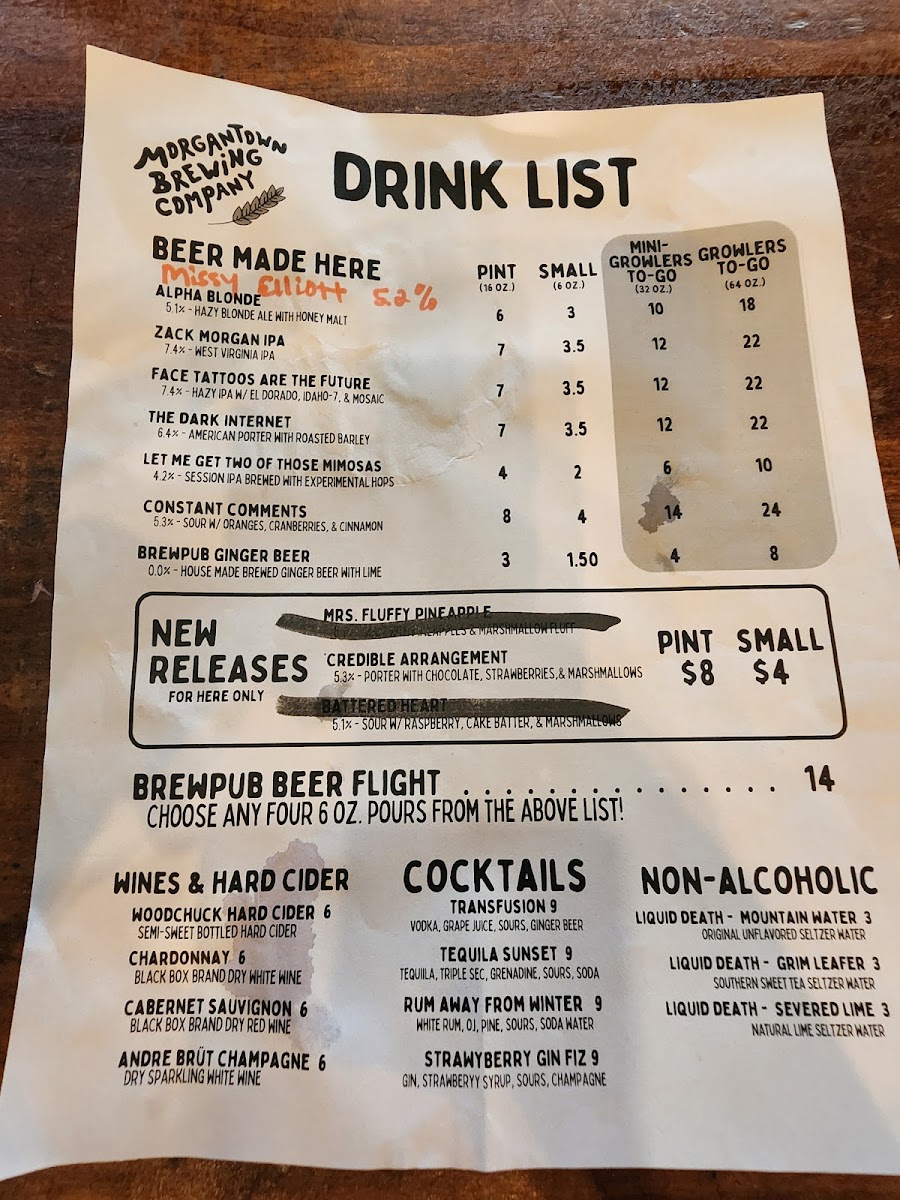 MORGANTOWN
BREWING
COMPANY
DRINK LIST
BEER MADE HERE
PINT
(16 OZ.)
SMALL
(6 OZ.)
MINI-
GROWLERS
TO-GO
(32 OZ.)
GROWLERS
TO-GO
(64 OZ.)
Missy Elliott 5.2%
ALPHA BLONDE 6 3 10 18
5.1% - HAZY BLONDE ALE WITH HONEY MALT
ZACK MORGAN IPA 7 3.5 12 22
7.4% - WEST VIRGINIA IPA
FACE TATTOOS ARE THE FUTURE 7 3.5 12 22
7.4% - HAZY IPA W/ EL DORADO, IDAHO-7, & MOSAIC
THE DARK INTERNET 7 3.5 12 22
6.4% - AMERICAN PORTER WITH ROASTED BARLEY
LET ME GET TWO OF THOSE MIMOSAS 4 2 6 10
4.2% - SESSION IPA BREWED WITH EXPERIMENTAL HOPS
CONSTANT COMMENTS 8 4 14 24
5.3% - SOUR W/ ORANGES, CRANBERRIES, & CINNAMON
BREWPUB GINGER BEER 3 1.50 4 8
0.0% - HOUSE MADE BREWED GINGER BEER WITH LIME
NEW
RELEASES
FOR HERE ONLY
MRS. FLUFFY PINEAPPLE
& MARSHMALLOW FLUFF
CREDIBLE ARRANGEMENT
5.3% - PORTER WITH CHOCOLATE, STRAWBERRIES,& MARSHMALLOWS
BATTERED HEART
5.1% - SOUR W/ RASPBERRY, CAKE BATTER, & MARSHMALLOWS
PINT SMALL
$8 $4
BREWPUB BEER FLIGHT . . . . . . . . . . . . . . . 14
CHOOSE ANY FOUR 6 OZ. POURS FROM THE ABOVE LIST!
WINES & HARD CIDER
WOODCHUCK HARD CIDER 6
SEMI-SWEET BOTTLED HARD CIDER
CHARDONNAY 6
BLACK BOX BRAND DRY WHITE WINE
CABERNET SAUVIGNON 6
BLACK BOX BRAND DRY RED WINE
ANDRE BRÜT CHAMPAGNE 6
DRY SPARKLING WHITE WINE
COCKTAILS
TRANSFUSION 9
VODKA, GRAPE JUICE, SOURS, GINGER BEER
TEQUILA SUNSET 9
TEQUIILA, TRIPLE SEC, GRENADINE, SOURS, SODA
RUM AWAY FROM WINTER 9
WHITE RUM, OJ, PINE, SOURS, SODA WATER
STRAWYBERRY GIN FIZ 9
GIN, STRAWBERYY SYRUP, SOURS, CHAMPAGNE
NON-ALCOHOLIC
LIQUID DEATH - MOUNTAIN WATER 3
ORIGINAL UNFLAVORED SELTZER WATER
LIQUID DEATH - GRIM LEAFER 3
SOUTHERN SWEET TEA SELTZER WATER
LIQUID DEATH - SEVERED LIME 3
NATURAL LIME SELTZER WATER